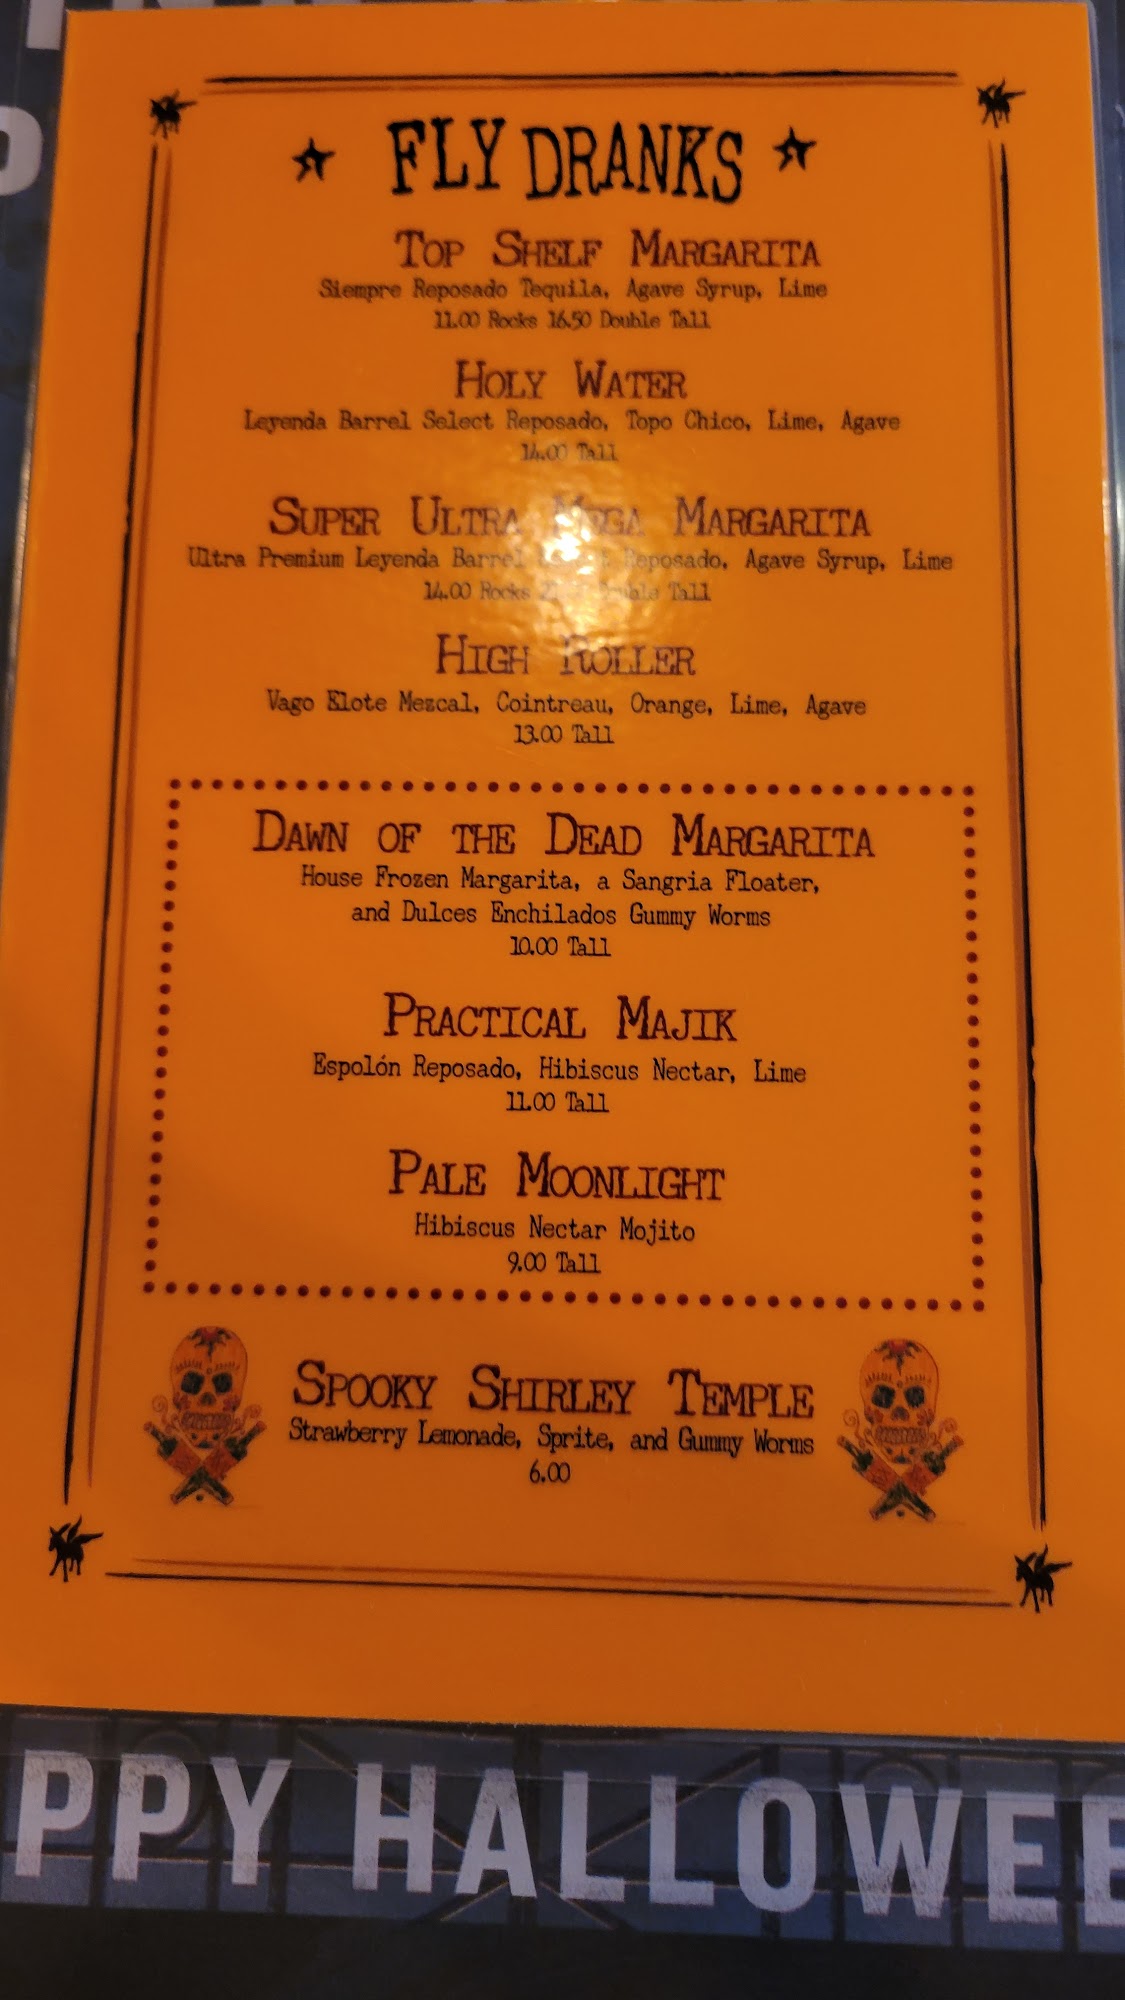 FLY DRANKS
TOP SHELF MARGARITA
Siempre Reposado Tequila, Agave Syrup, Lime
11.00 Rocks 16.50 Double Tall
HOLY WATER
Leyenda Barrel Select Reposado, Topo Chico, Lime, Agave
14.00 Tall
SUPER ULTRA MEGA MARGARITA
Ultra Premium Leyenda Barrel Reposado, Agave Syrup, Lime
14.00 Rocks Double Tall
HIGH ROLLER
Vago Elote Mezcal, Cointreau, Orange, Lime, Agave
13.00 Tall
DAWN OF THE DEAD MARGARITA
House Frozen Margarita, a Sangria Floater,
and Dulces Enchilados Gummy Worms
10.00 Tall
PRACTICAL MAJIK
Espolón Reposado, Hibiscus Nectar, Lime
11.00 Tall
PALE MOONLIGHT
Hibiscus Nectar Mojito
9.00 Tall
SPOOKY SHIRLEY TEMPLE
Strawberry Lemonade, Sprite, and Gummy Worms
6.00
PPY HALLOWEE